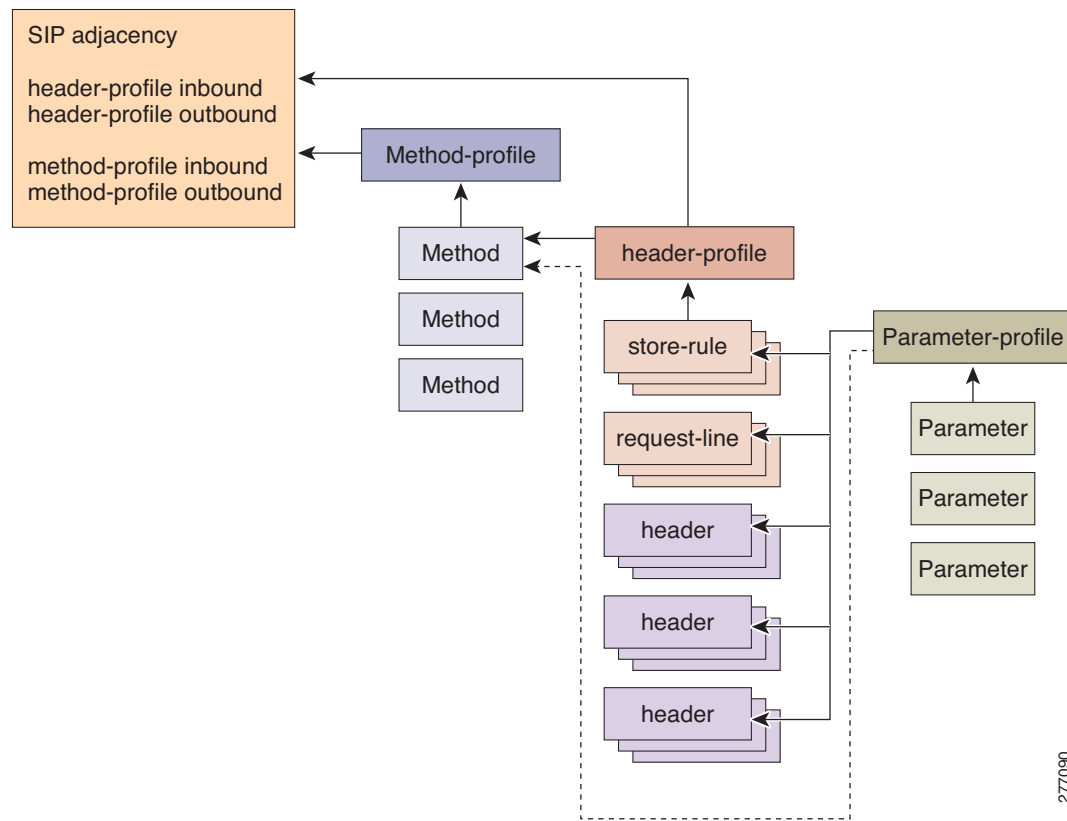 SIP adjacency
header-profile inbound
header-profile outbound
method-profile inbound
method-profile outbound
Method-profile
Method
Method
Method
header-profile
store-rule
request-line
header
header
header
Parameter-profile
Parameter
Parameter
Parameter
277090